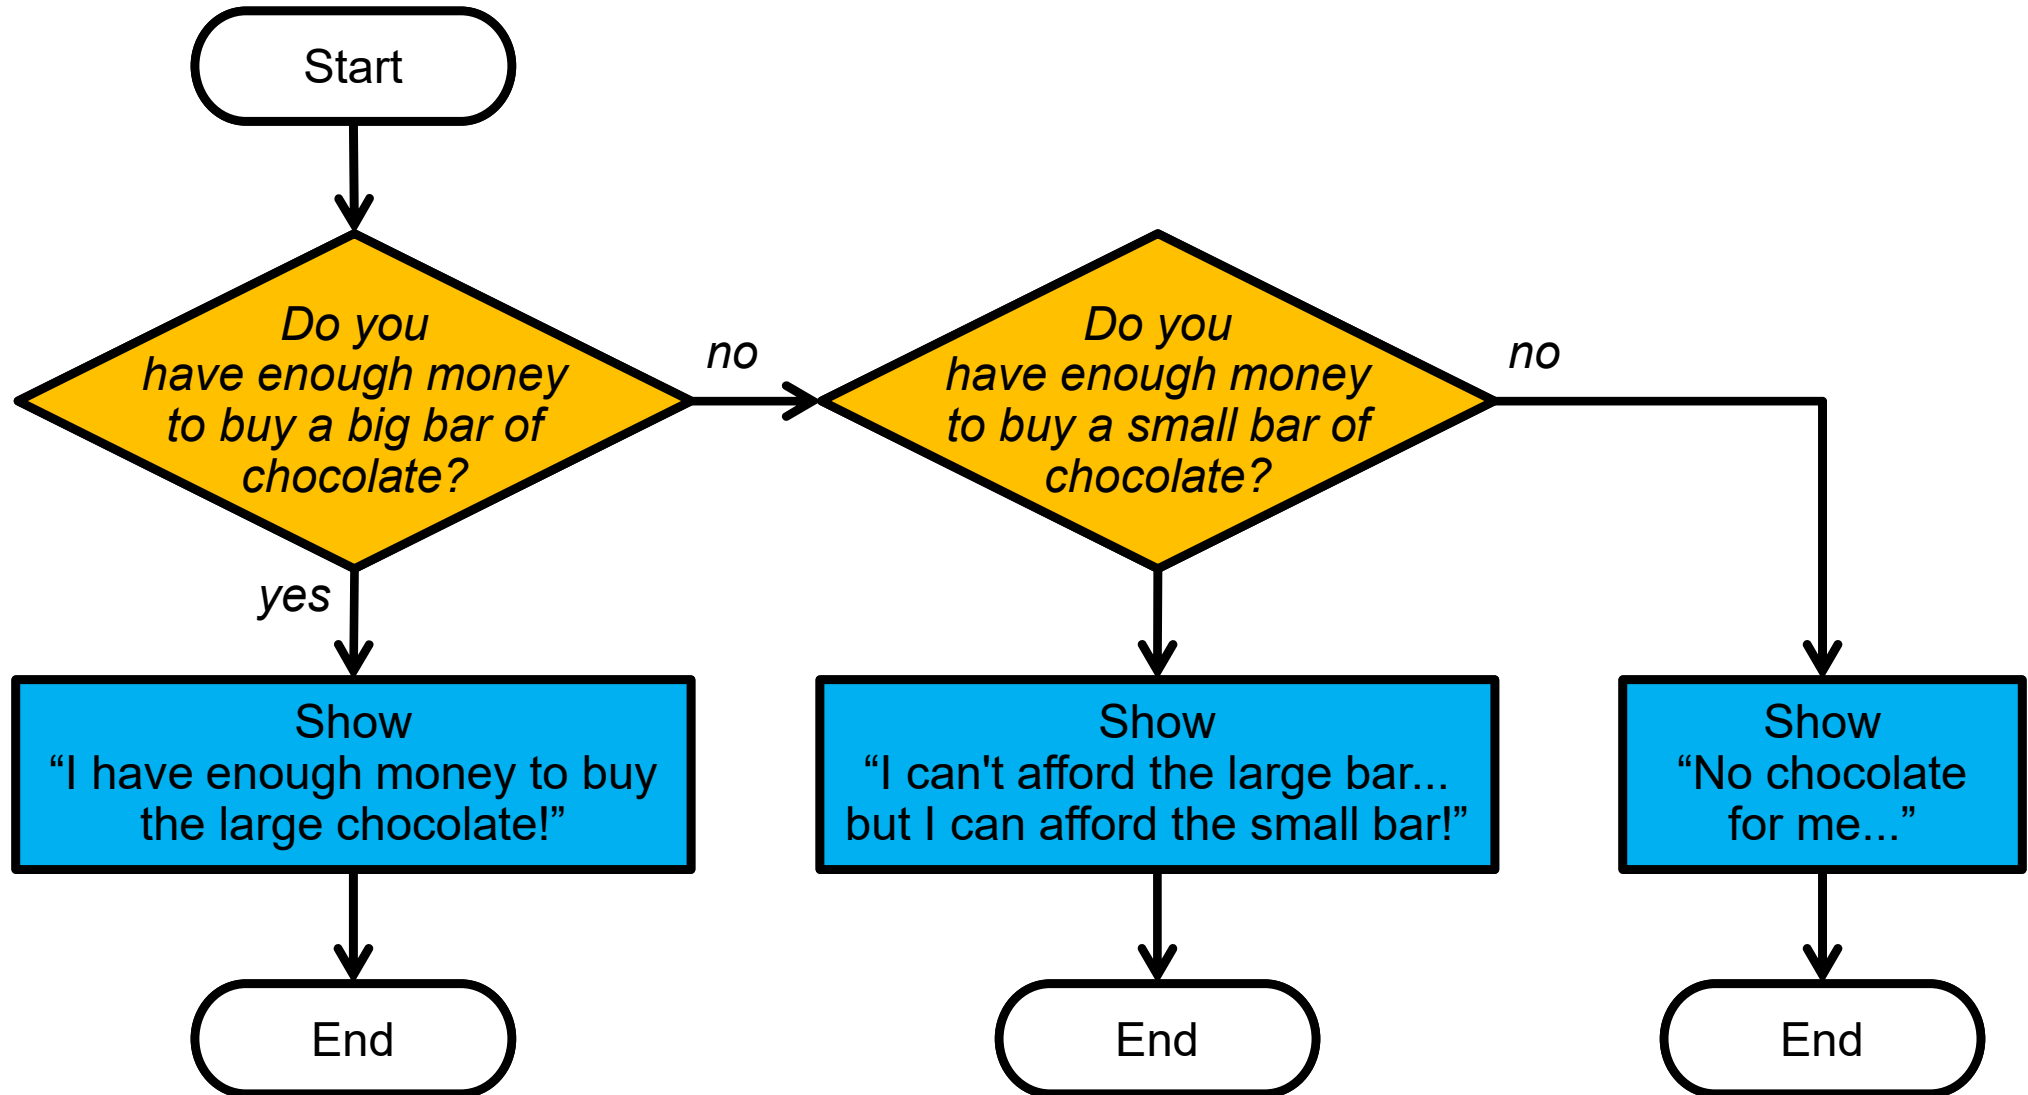 Start
Do you
have enough money
to buy a big bar of
chocolate?
no
Do you
have enough money
to buy a small bar of
chocolate?
no
yes
Show
“I have enough money to buy
the large chocolate!”
Show
“I can't afford the large bar...
but I can afford the small bar!”
Show
“No chocolate
for me...”
End
End
End